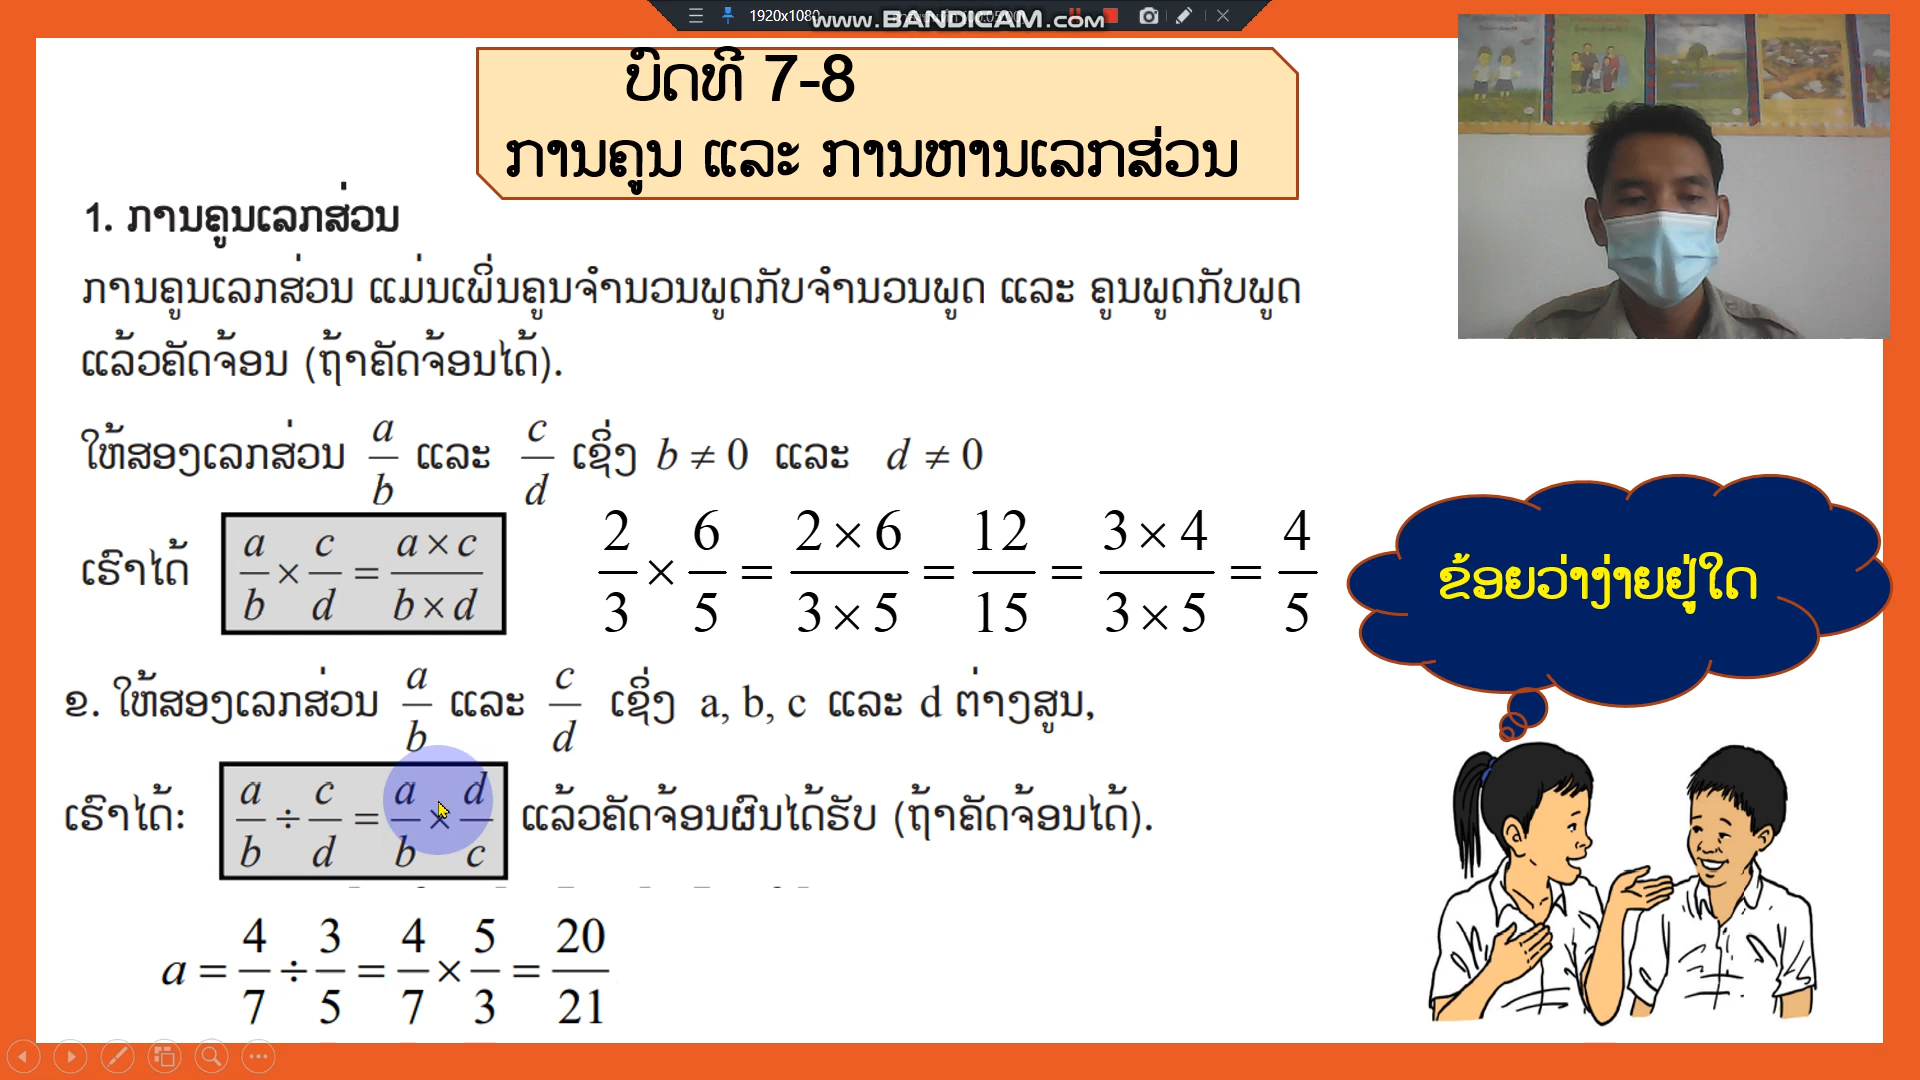 1920x1080
www.BANDICAM.com
ບົດທີ 7-8
ການຄູນ ແລະ ການຫານເລກສ່ວນ
1. ການຄູນເລກສ່ວນ
ການຄູນເລກສ່ວນ ແມ່ນເພິ່ນຄູນຈຳນວນພູດກັບຈຳນວນພູດ ແລະ ຄູນພູດກັບພູດ
ແລ້ວຄັດຈ້ອນ (ຖ້າຄັດຈ້ອນໄດ້).
ໃຫ້ສອງເລກສ່ວນ a/b ແລະ c/d ເຊິ່ງ b ≠ 0 ແລະ d ≠ 0
ເຮົາໄດ້ a/b × c/d = a × c/b × d 2/3 × 6/5 = 2 × 6/3 × 5 = 12/15 = 3 × 4/3 × 5 = 4/5
ຂ້ອຍວ່າງ່າຍຢູ່ໃດ
ຂ. ໃຫ້ສອງເລກສ່ວນ a/b ແລະ c/d ເຊິ່ງ a, b, c ແລະ d ຕ່າງສູນ,
ເຮົາໄດ້: a/b ÷ c/d = a/b × d/c ແລ້ວຄັດຈ້ອນຜົນໄດ້ຮັບ (ຖ້າຄັດຈ້ອນໄດ້).
a = 4/7 ÷ 3/5 = 4/7 × 5/3 = 20/21